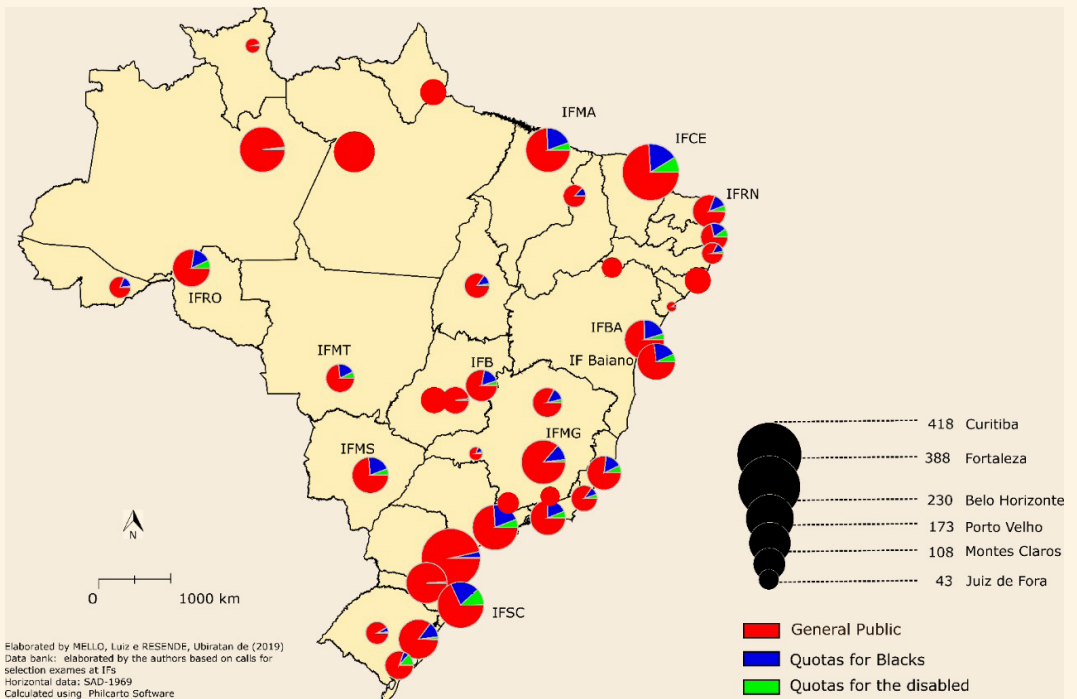 IFMA
IFCE
IFRN
IFRO
IFBA
IFMT
IFB
IF Baiano
IFMG
IFMS
IFSC
N
0 1000 km
418 Curitiba
388 Fortaleza
230 Belo Horizonte
173 Porto Velho
108 Montes Claros
43 Juiz de Fora
General Public
Quotas for Blacks
Quotas for the disabled
Elaborated by MELLO, Luiz e RESENDE, Ubiratan de (2019)
Data bank: elaborated by the authors based on calls for
selection exames at IFs
Horizontal data: SAD-1969
Calculated using Philcarto Software